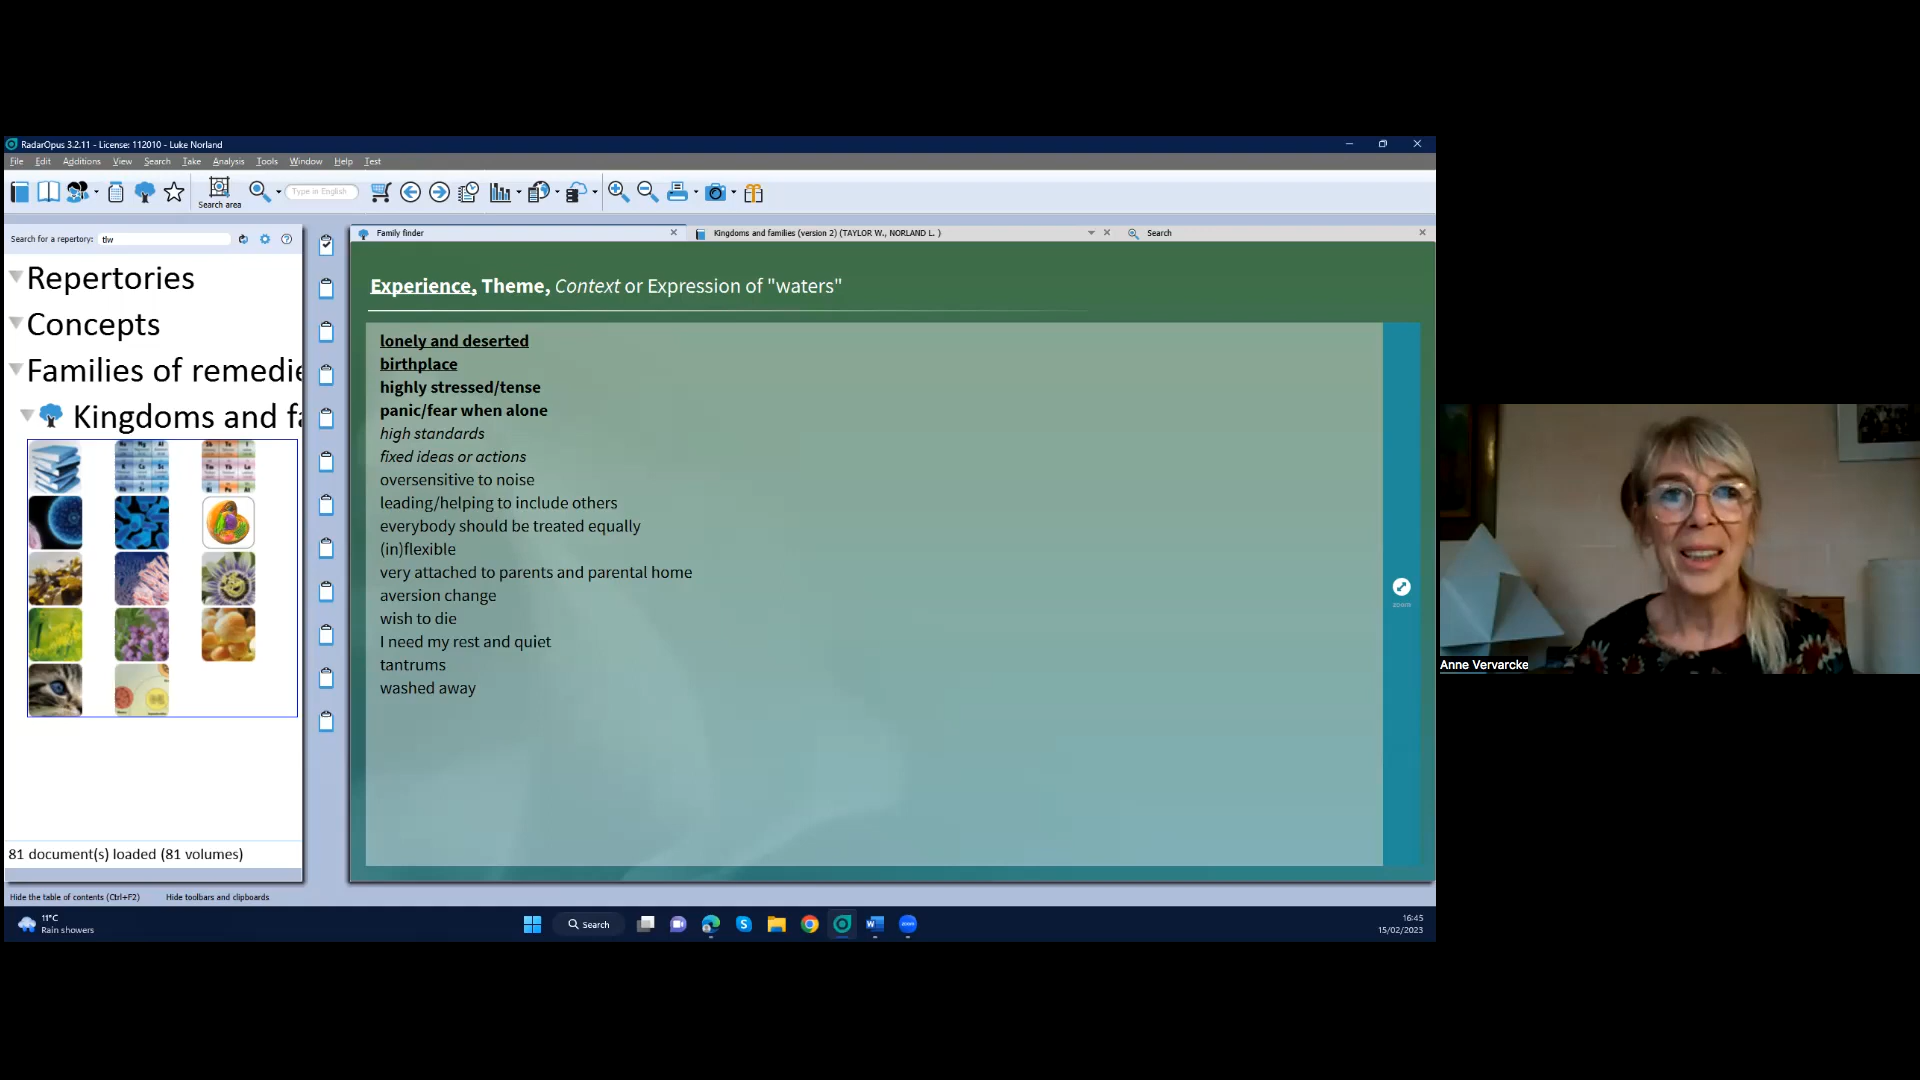 RadarOpus 3.2.11 - License: 112010 - Luke Norland
File Edit Additions View Search Take Analysis Tools Window Help Test
Type in English
Search area
Search for a repertory: tlw
Family finder
Kingdoms and families (version 2) (TAYLOR W., NORLAND L. )
Search
Repertories
Concepts
Families of remedie
Kingdoms and fa
Experience, Theme, Context or Expression of "waters"
lonely and deserted
birthplace
highly stressed/tense
panic/fear when alone
high standards
fixed ideas or actions
oversensitive to noise
leading/helping to include others
everybody should be treated equally
(in)flexible
very attached to parents and parental home
aversion change
wish to die
I need my rest and quiet
tantrums
washed away
zoom
Anne Vervarcke
81 document(s) loaded (81 volumes)
Hide the table of contents (Ctrl+F2) Hide toolbars and clipboards
11°C
Rain showers
Search
16:45
15/02/2023